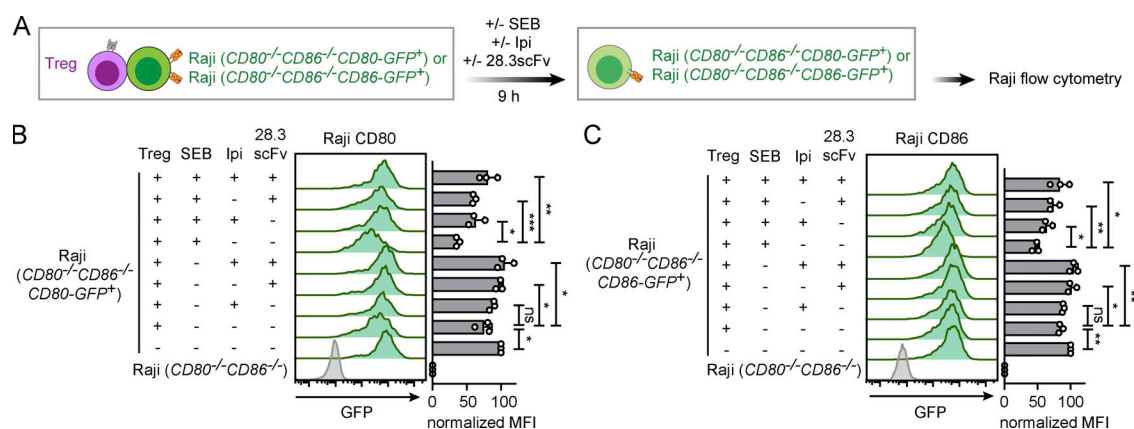 A
Treg
Raji (CD80-/-CD86-/-CD80-GFP+) or
Raji (CD80-/-CD86-/-CD86-GFP+)
+/- SEB
+/- Ipi
+/- 28.3scFv
9 h
Raji (CD80-/-CD86-/-CD80-GFP+) or
Raji (CD80-/-CD86-/-CD86-GFP+)
Raji flow cytometry
B
Treg SEB Ipi 28.3 scFv
Raji CD80
+ + + +
+ + - +
+ + + -
+ + - -
+ - + +
+ - - +
+ - + -
+ - - -
- - - -
Raji
(CD80-/-CD86-/-
CD80-GFP+)
Raji (CD80-/-CD86-/-)
** *** * * * ns *
GFP
0 50 100
normalized MFI
C
Treg SEB Ipi 28.3 scFv
Raji CD86
+ + + +
+ + - +
+ + + -
+ + - -
+ - + +
+ - - +
+ - + -
+ - - -
- - - -
Raji
(CD80-/-CD86-/-
CD86-GFP+)
Raji (CD80-/-CD86-/-)
* ** * ** * ns **
GFP
0 50 100
normalized MFI